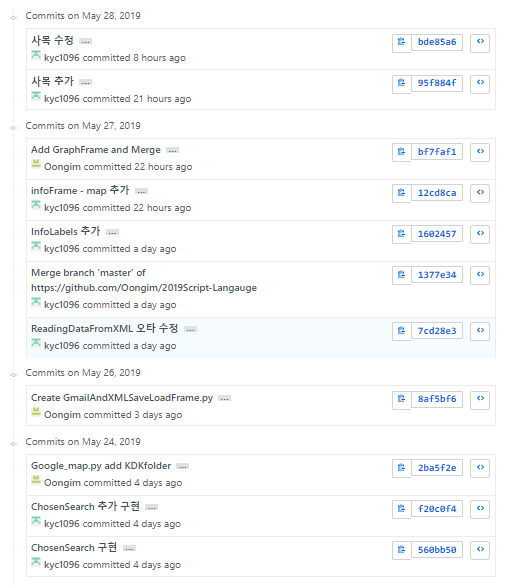 Commits on May 28, 2019
사목 수정 …
bde85a6
kyc1096 committed 8 hours ago
사목 추가 …
95f884f
kyc1096 committed 21 hours ago
Commits on May 27, 2019
Add GraphFrame and Merge …
bf7faf1
Oongim committed 22 hours ago
infoFrame - map 추가 …
12cd8ca
kyc1096 committed 22 hours ago
InfoLabels 추가 …
1602457
kyc1096 committed a day ago
Merge branch 'master' of
https://github.com/Oongim/2019Script-Langauge
1377e34
kyc1096 committed a day ago
ReadingDataFromXML 오타 수정 …
7cd28e3
kyc1096 committed a day ago
Commits on May 26, 2019
Create GmailAndXMLSaveLoadFrame.py …
8af5bf6
Oongim committed 3 days ago
Commits on May 24, 2019
Google_map.py add KDKfolder …
2ba5f2e
Oongim committed 4 days ago
ChosenSearch 추가 구현 …
f20c0f4
kyc1096 committed 4 days ago
ChosenSearch 구현 …
560bb50
kyc1096 committed 4 days ago